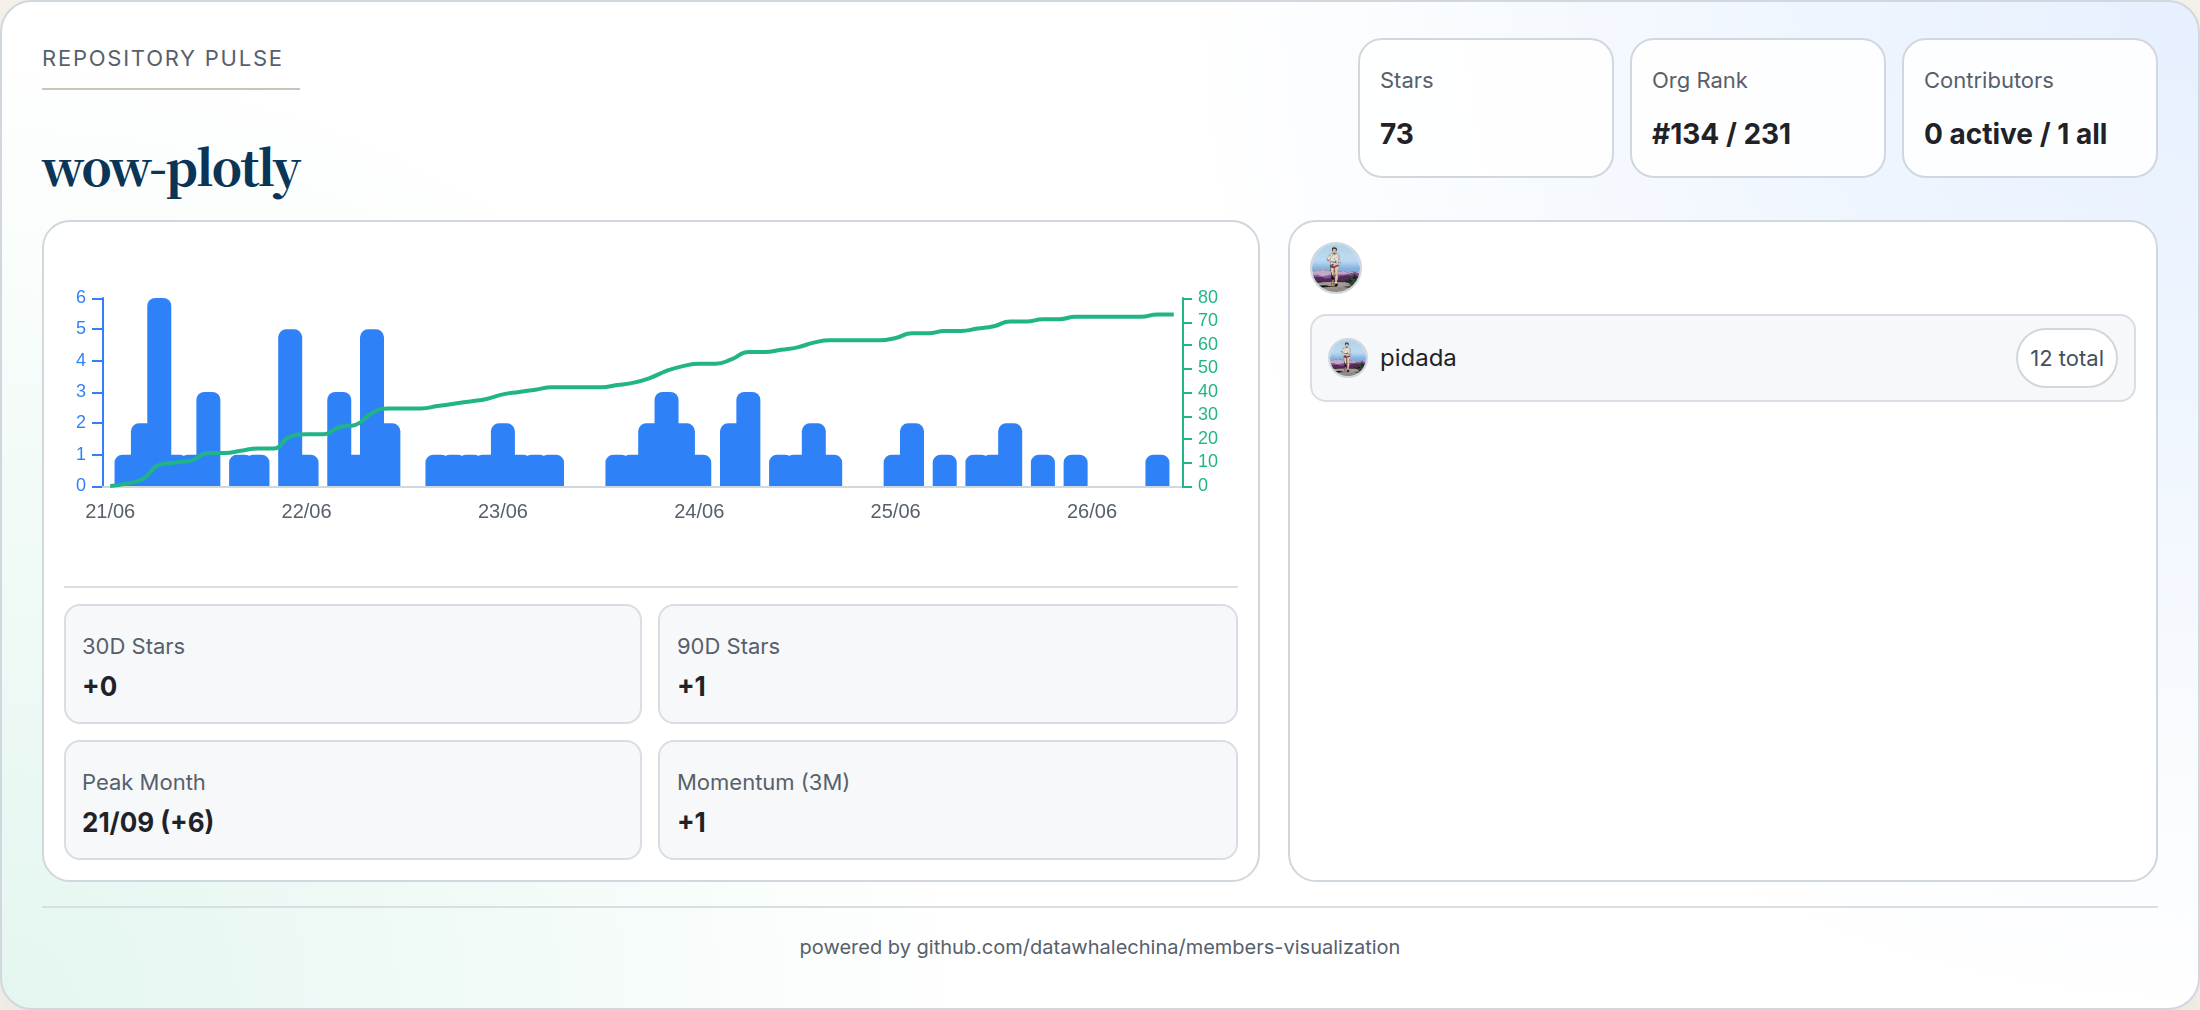 REPOSITORY PULSE
wow-plotly
Stars
73
Org Rank
#134 / 231
Contributors
0 active / 1 all
6
5
4
3
2
1
0
80
70
60
50
40
30
20
10
0
21/06
22/06
23/06
24/06
25/06
26/06
30D Stars
+0
90D Stars
+1
Peak Month
21/09 (+6)
Momentum (3M)
+1
pidada
12 total
powered by github.com/datawhalechina/members-visualization